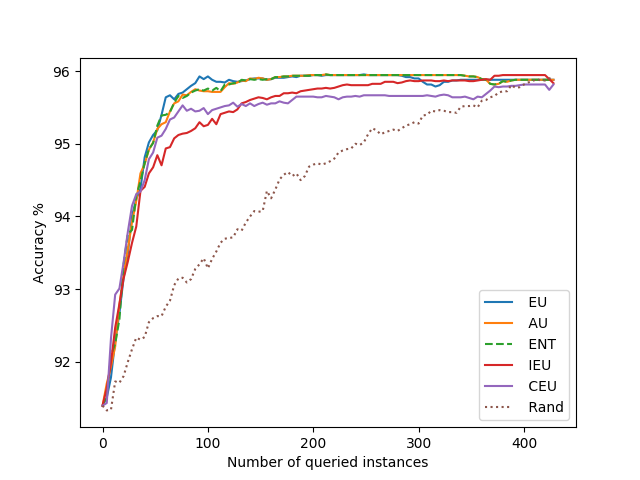 96
95
94
93
92
Accuracy %
0
100
200
300
400
Number of queried instances
EU
AU
ENT
IEU
CEU
Rand